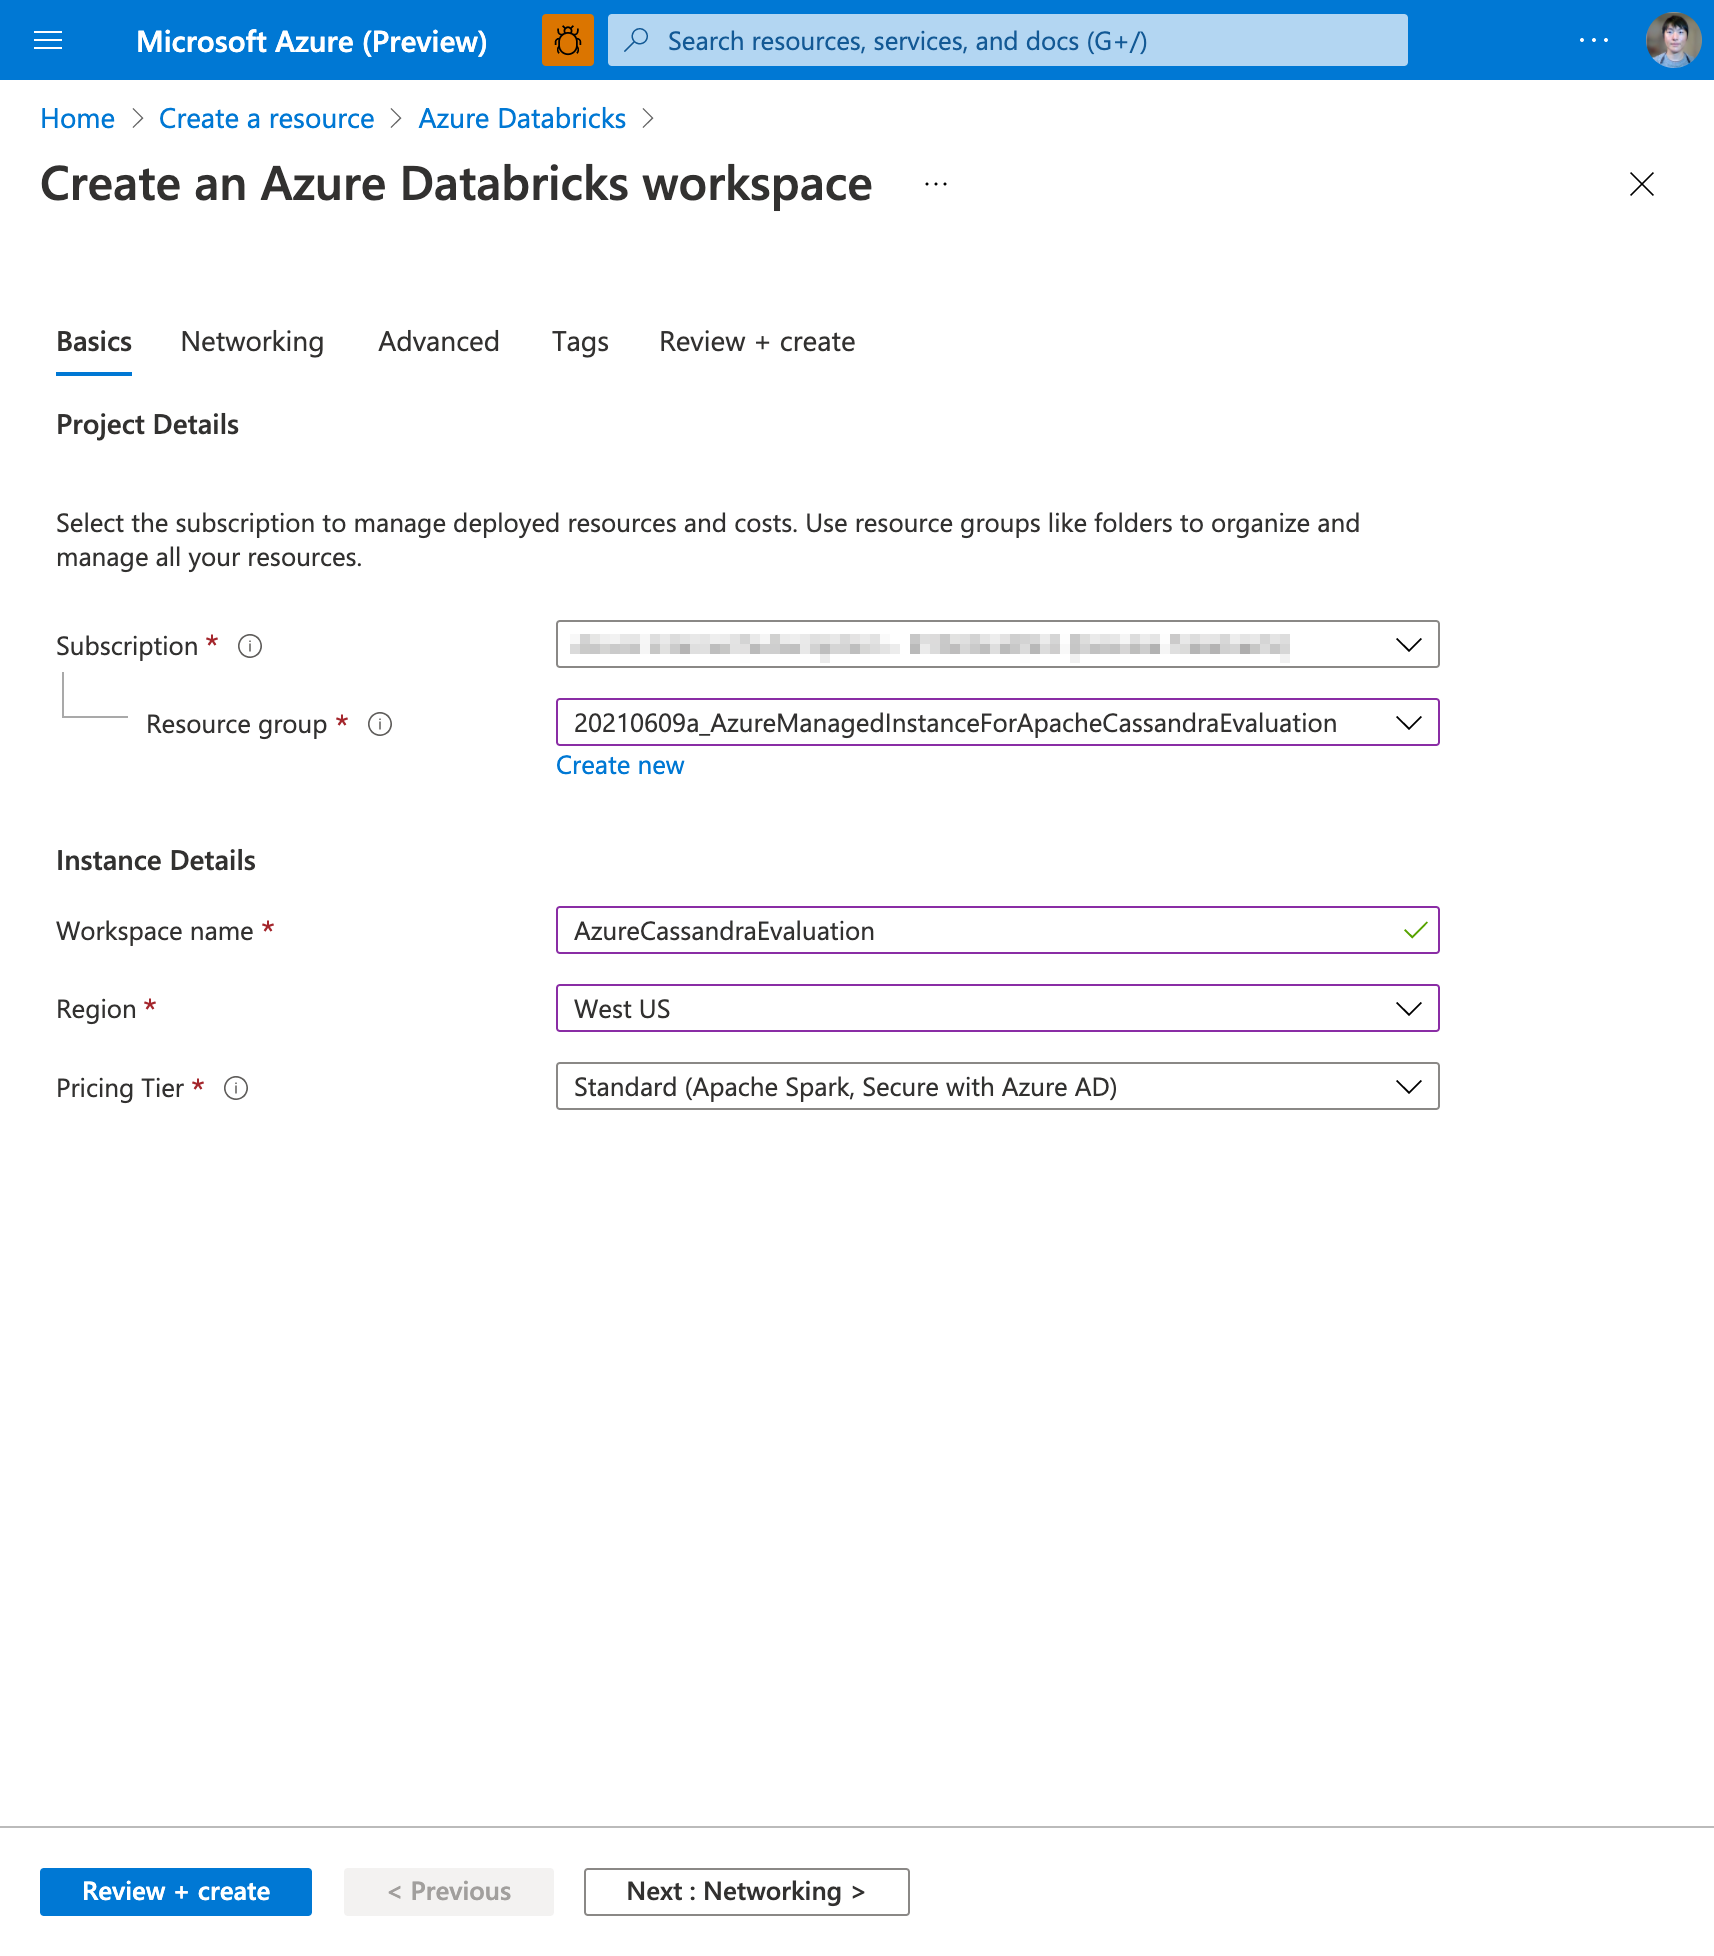 Microsoft Azure (Preview)
Search resources, services, and docs (G+/)
Home > Create a resource > Azure Databricks >
Create an Azure Databricks workspace ...
Basics Networking Advanced Tags Review + create
Project Details
Select the subscription to manage deployed resources and costs. Use resource groups like folders to organize and
manage all your resources.
Subscription *
Resource group *
20210609a_AzureManagedInstanceForApacheCassandraEvaluation
Create new
Instance Details
Workspace name *
AzureCassandraEvaluation
Region *
West US
Pricing Tier *
Standard (Apache Spark, Secure with Azure AD)
Review + create
< Previous
Next : Networking >